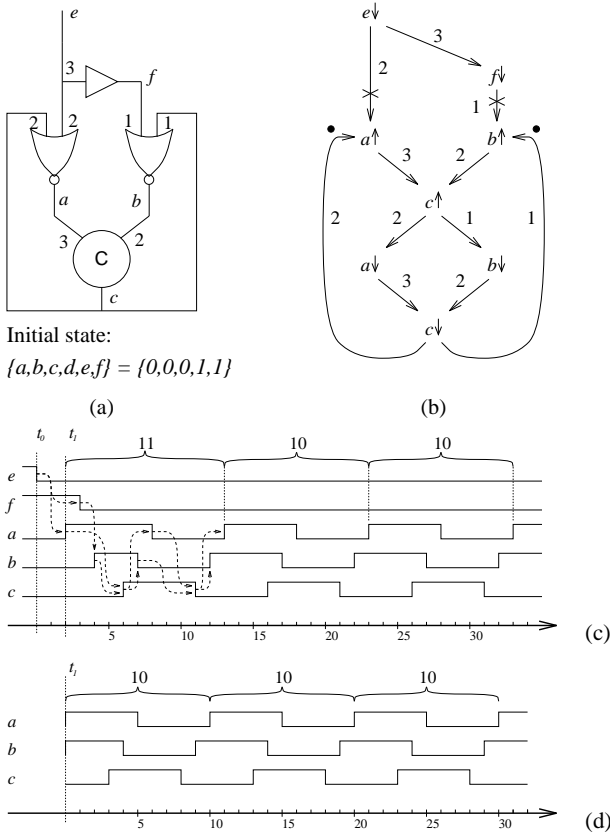 e
3
f
2
2
1
1
a
b
3
2
C
c
Initial state:
{a,b,c,d,e,f} = {0,0,0,1,1}
(a)
e↓
3
2
f↓
1
a↑
b↑
3
2
c↑
2
2
1
1
a↓
b↓
3
2
c↓
(b)
t0
t1
11
10
10
e
f
a
b
c
5
10
15
20
25
30
(c)
t1
10
10
10
a
b
c
5
10
15
20
25
30
(d)